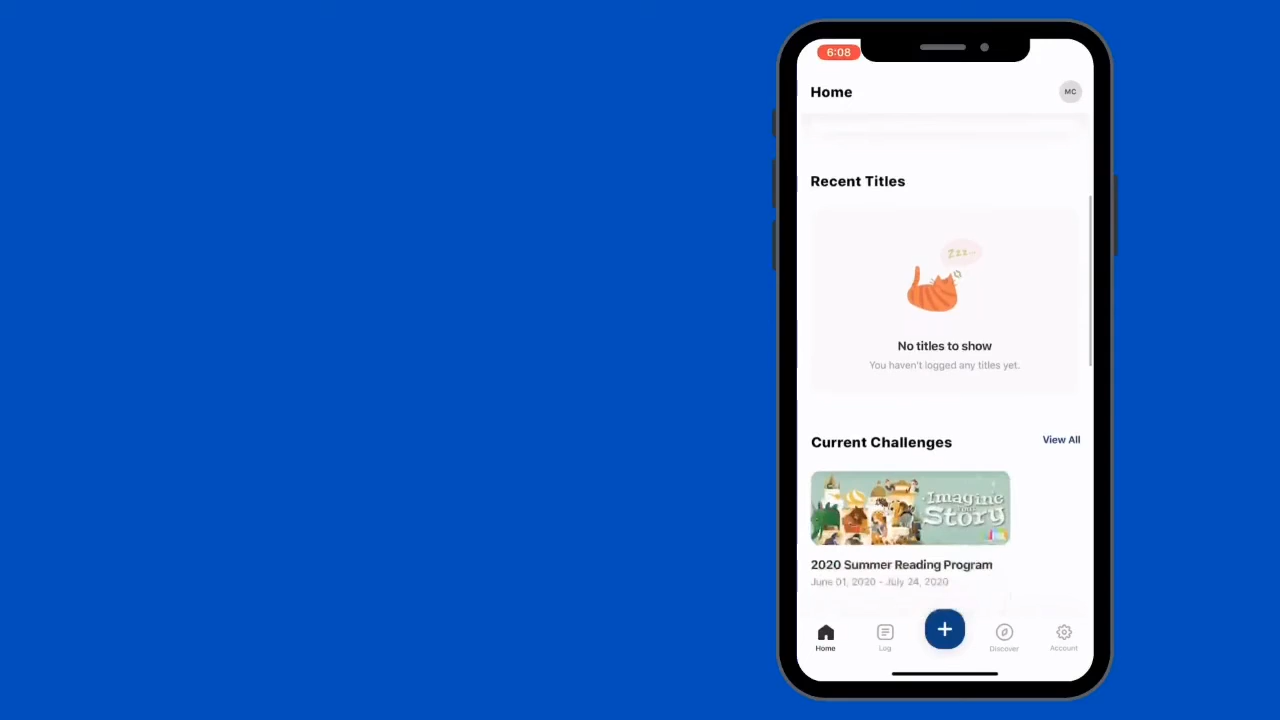 6:08
Home
MC
Recent Titles
Zzz...
No titles to show
You haven't logged any titles yet.
Current Challenges
View All
Imagine
Story
2020 Summer Reading Program
June 01, 2020 - July 24, 2020
+
Home
Log
Discover
Account